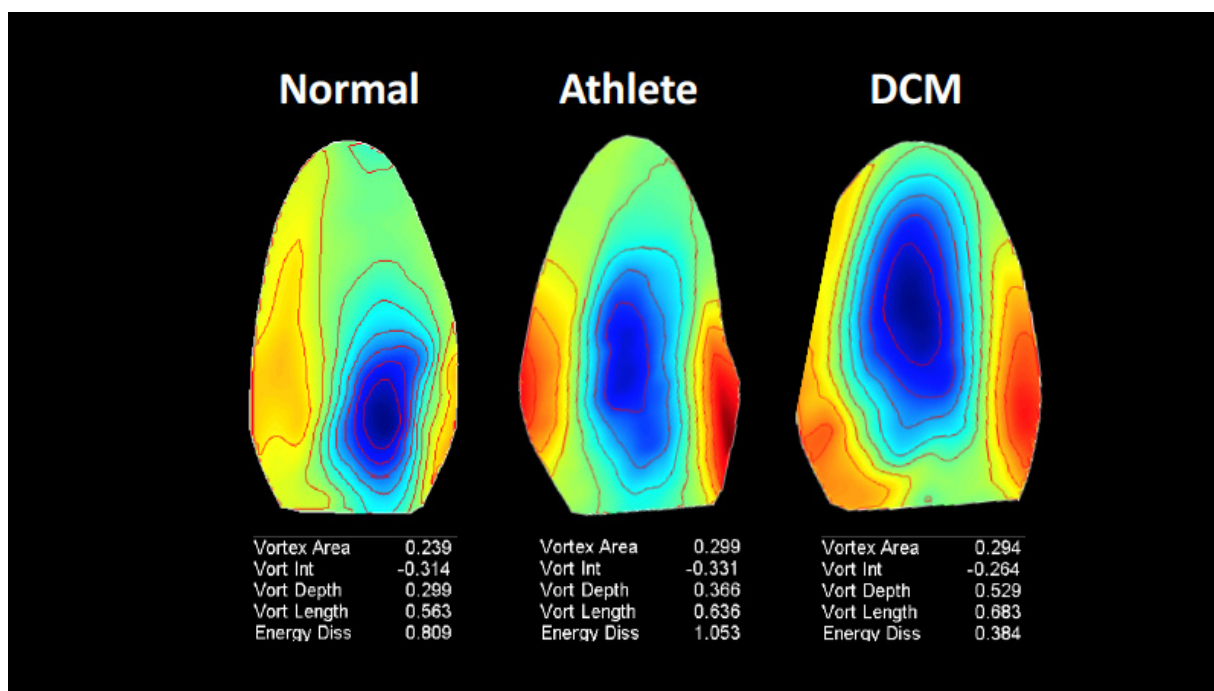 Normal Athlete DCM
Vortex Area 0.239 Vortex Area 0.299 Vortex Area 0.294
Vort Int -0.314 Vort Int -0.331 Vort Int -0.264
Vort Depth 0.299 Vort Depth 0.366 Vort Depth 0.529
Vort Length 0.563 Vort Length 0.636 Vort Length 0.683
Energy Diss 0.809 Energy Diss 1.053 Energy Diss 0.384